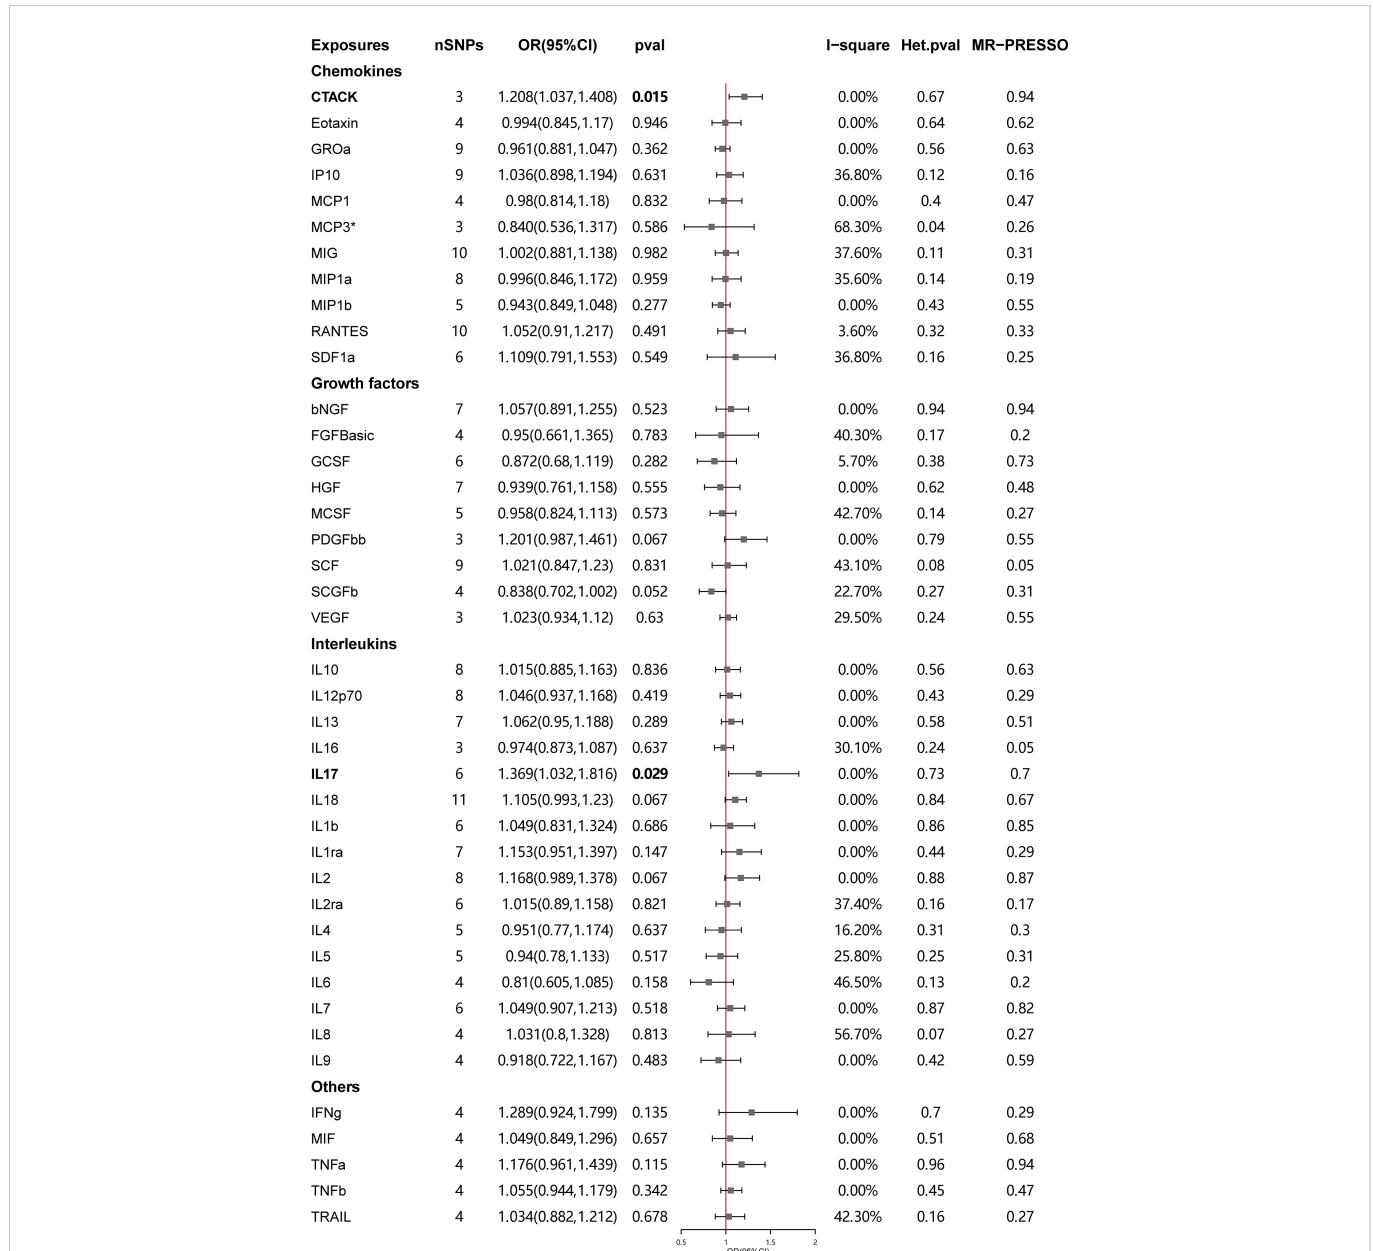 Exposures nSNPs OR(95%CI) pval I−square Het.pval MR−PRESSO
Chemokines
CTACK 3 1.208(1.037,1.408) 0.015 0.00% 0.67 0.94
Eotaxin 4 0.994(0.845,1.17) 0.946 0.00% 0.64 0.62
GROa 9 0.961(0.881,1.047) 0.362 0.00% 0.56 0.63
IP10 9 1.036(0.898,1.194) 0.631 36.80% 0.12 0.16
MCP1 4 0.98(0.814,1.18) 0.832 0.00% 0.4 0.47
MCP3* 3 0.840(0.536,1.317) 0.586 68.30% 0.04 0.26
MIG 10 1.002(0.881,1.138) 0.982 37.60% 0.11 0.31
MIP1a 8 0.996(0.846,1.172) 0.959 35.60% 0.14 0.19
MIP1b 5 0.943(0.849,1.048) 0.277 0.00% 0.43 0.55
RANTES 10 1.052(0.91,1.217) 0.491 3.60% 0.32 0.33
SDF1a 6 1.109(0.791,1.553) 0.549 36.80% 0.16 0.25
Growth factors
bNGF 7 1.057(0.891,1.255) 0.523 0.00% 0.94 0.94
FGFBasic 4 0.95(0.661,1.365) 0.783 40.30% 0.17 0.2
GCSF 6 0.872(0.68,1.119) 0.282 5.70% 0.38 0.73
HGF 7 0.939(0.761,1.158) 0.555 0.00% 0.62 0.48
MCSF 5 0.958(0.824,1.113) 0.573 42.70% 0.14 0.27
PDGFbb 3 1.201(0.987,1.461) 0.067 0.00% 0.79 0.55
SCF 9 1.021(0.847,1.23) 0.831 43.10% 0.08 0.05
SCGFb 4 0.838(0.702,1.002) 0.052 22.70% 0.27 0.31
VEGF 3 1.023(0.934,1.12) 0.63 29.50% 0.24 0.55
Interleukins
IL10 8 1.015(0.885,1.163) 0.836 0.00% 0.56 0.63
IL12p70 8 1.046(0.937,1.168) 0.419 0.00% 0.43 0.29
IL13 7 1.062(0.95,1.188) 0.289 0.00% 0.58 0.51
IL16 3 0.974(0.873,1.087) 0.637 30.10% 0.24 0.05
IL17 6 1.369(1.032,1.816) 0.029 0.00% 0.73 0.7
IL18 11 1.105(0.993,1.23) 0.067 0.00% 0.84 0.67
IL1b 6 1.049(0.831,1.324) 0.686 0.00% 0.86 0.85
IL1ra 7 1.153(0.951,1.397) 0.147 0.00% 0.44 0.29
IL2 8 1.168(0.989,1.378) 0.067 0.00% 0.88 0.87
IL2ra 6 1.015(0.89,1.158) 0.821 37.40% 0.16 0.17
IL4 5 0.951(0.77,1.174) 0.637 16.20% 0.31 0.3
IL5 5 0.94(0.78,1.133) 0.517 25.80% 0.25 0.31
IL6 4 0.81(0.605,1.085) 0.158 46.50% 0.13 0.2
IL7 6 1.049(0.907,1.213) 0.518 0.00% 0.87 0.82
IL8 4 1.031(0.8,1.328) 0.813 56.70% 0.07 0.27
IL9 4 0.918(0.722,1.167) 0.483 0.00% 0.42 0.59
Others
IFNg 4 1.289(0.924,1.799) 0.135 0.00% 0.7 0.29
MIF 4 1.049(0.849,1.296) 0.657 0.00% 0.51 0.68
TNFa 4 1.176(0.961,1.439) 0.115 0.00% 0.96 0.94
TNFb 4 1.055(0.944,1.179) 0.342 0.00% 0.45 0.47
TRAIL 4 1.034(0.882,1.212) 0.678 42.30% 0.16 0.27
0.5 1 1.5 2
OR(95%CI)